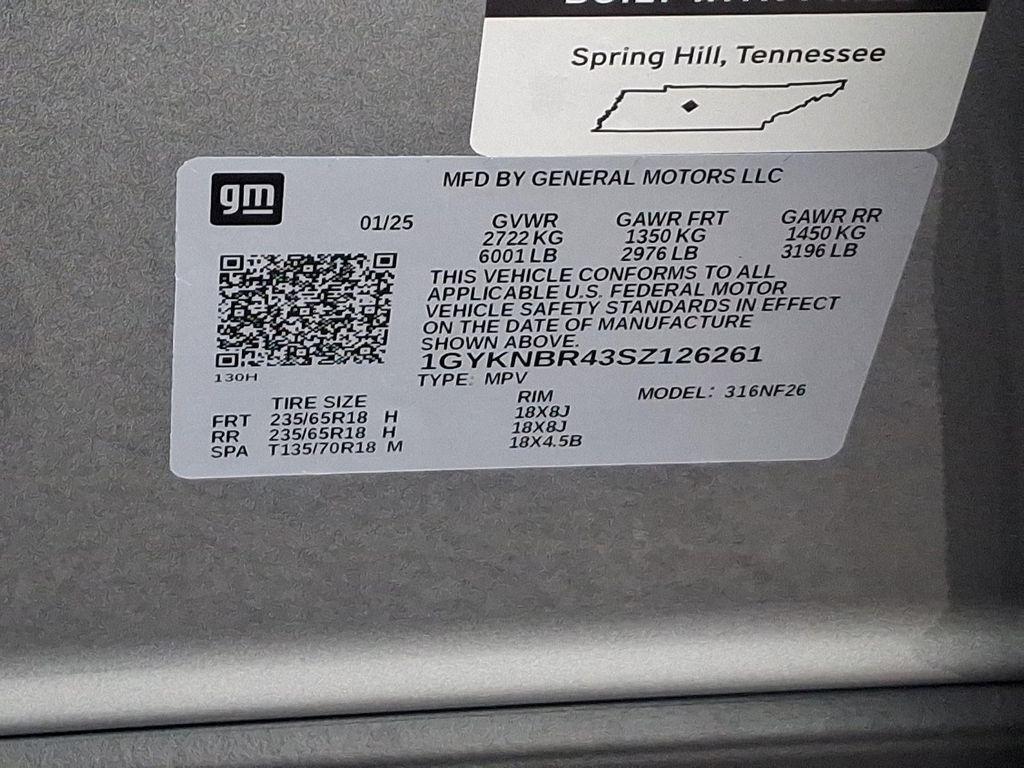 Spring Hill, Tennessee
gm
MFD BY GENERAL MOTORS LLC
01/25
GVWR GAWR FRT GAWR RR
2722 KG 1350 KG 1450 KG
6001 LB 2976 LB 3196 LB
THIS VEHICLE CONFORMS TO ALL
APPLICABLE U.S. FEDERAL MOTOR
VEHICLE SAFETY STANDARDS IN EFFECT
ON THE DATE OF MANUFACTURE
SHOWN ABOVE.
1GYKNBR43SZ126261
130H
TYPE: MPV
MODEL: 316NF26
TIRE SIZE RIM
FRT 235/65R18 H 18X8J
RR 235/65R18 H 18X8J
SPA T135/70R18 M 18X4.5B